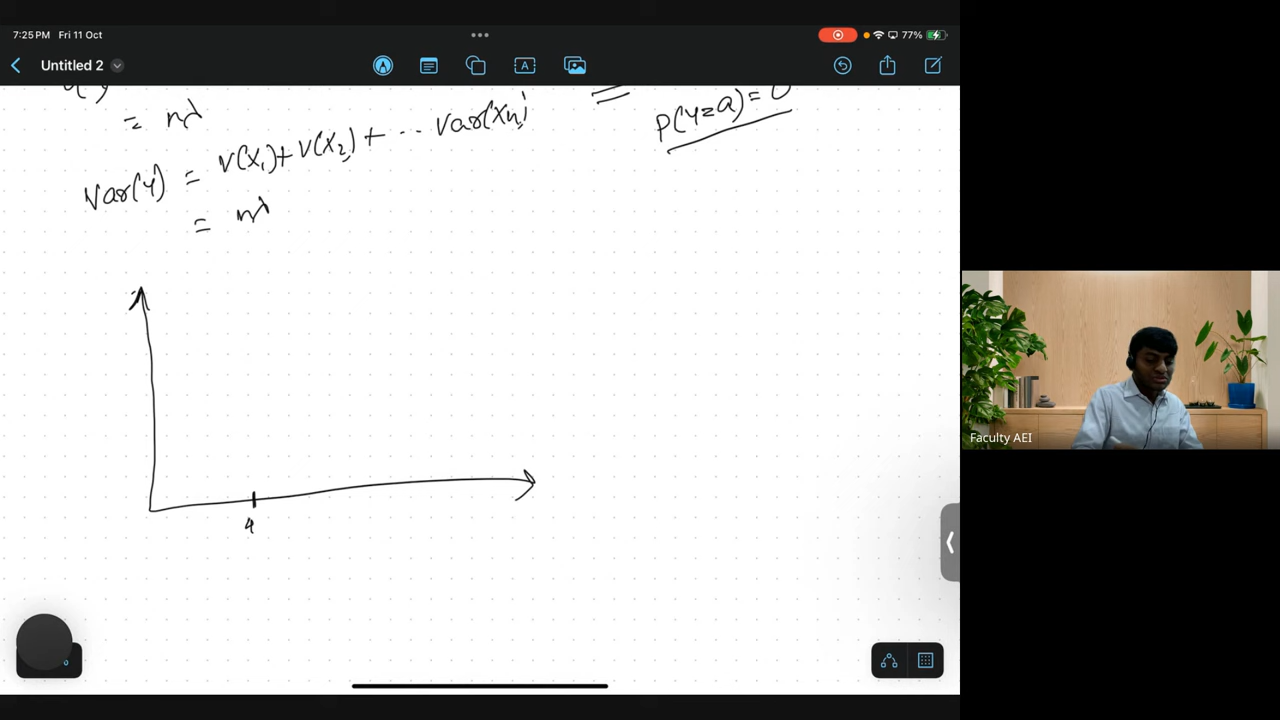 7:25 PM Fri 11 Oct
77%
Untitled 2
= nλ
P(Y=a) = 0
Var(Y) = V(X₁) + V(X₂) + ... Var(Xₙ)
= nλ
4
Faculty AEI